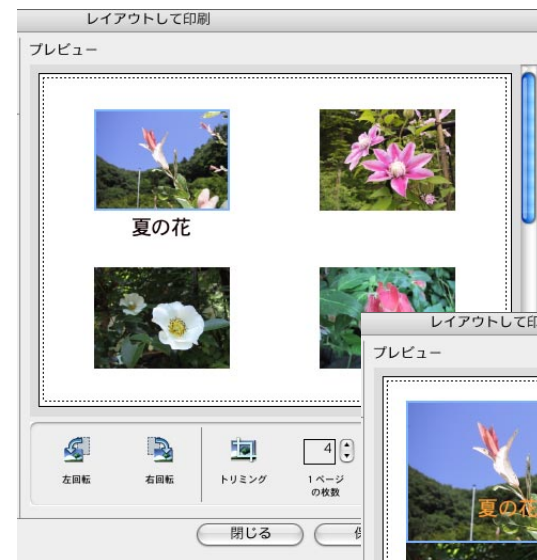 レイアウトして印刷
プレビュー
夏の花
左回転
右回転
トリミング
4
1ページ
の枚数
閉じる
レイアウトして印
プレビュー
夏の花